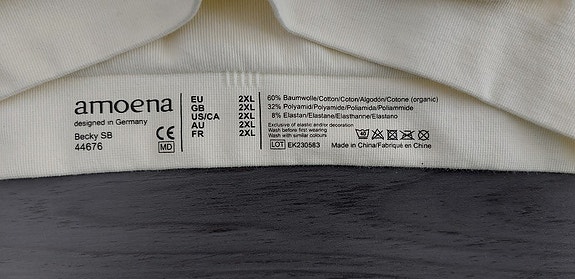 amoena
designed in Germany
Becky SB
44676
CE
MD
EU 2XL
GB 2XL
US/CA 2XL
AU 2XL
FR 2XL
60% Baumwolle/Cotton/Coton/Algodón/Cotone (organic)
32% Polyamid/Polyamide/Poliamida/Poliammide
8% Elastan/Elastane/Elasthanne/Elastano
Exclusive of elastic and/or decoration
Wash before first wearing
Wash with similar colours
LOT EK230583
Made in China/Fabriqué en Chine